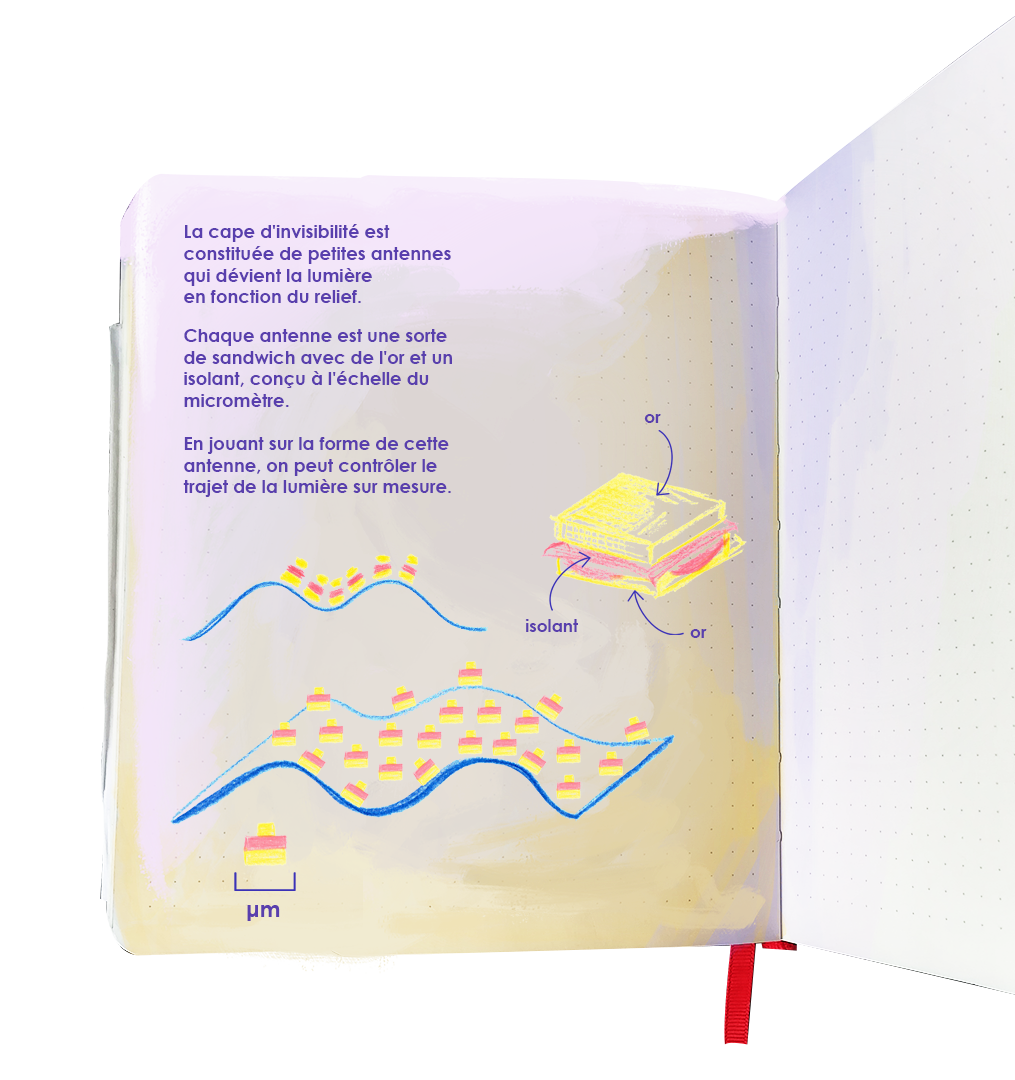 La cape d'invisibilité est
constituée de petites antennes
qui dévient la lumière
en fonction du relief.
Chaque antenne est une sorte
de sandwich avec de l'or et un
isolant, conçu à l'échelle du
micromètre.
En jouant sur la forme de cette
antenne, on peut contrôler le
trajet de la lumière sur mesure.
or
isolant
or
µm